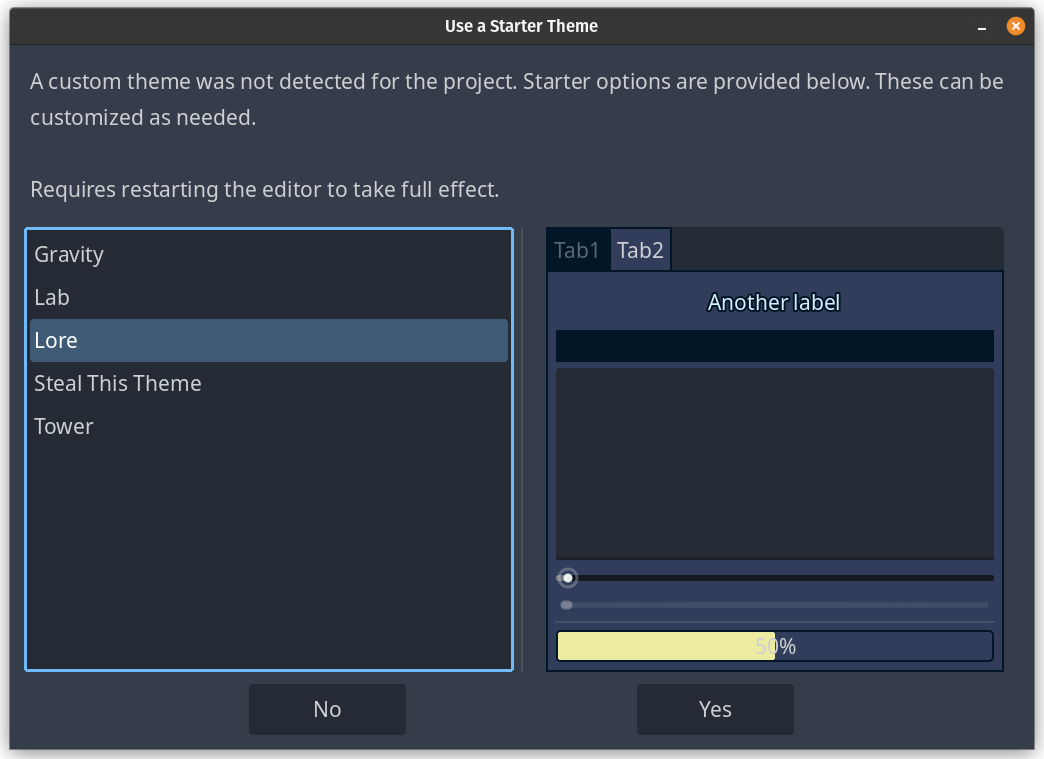 Use a Starter Theme
A custom theme was not detected for the project. Starter options are provided below. These can be
customized as needed.
Requires restarting the editor to take full effect.
Gravity
Lab
Lore
Steal This Theme
Tower
Tab1 Tab2
Another label
50%
No
Yes